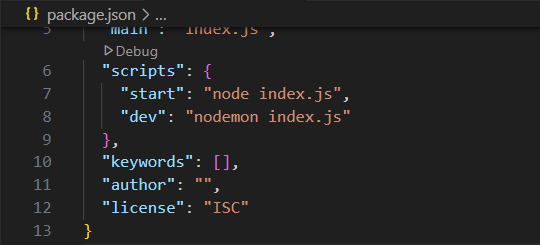 package.json > ...
5 "main": "index.js",
Debug
6 "scripts": {
7 "start": "node index.js",
8 "dev": "nodemon index.js"
9 },
10 "keywords": [],
11 "author": "",
12 "license": "ISC"
13 }